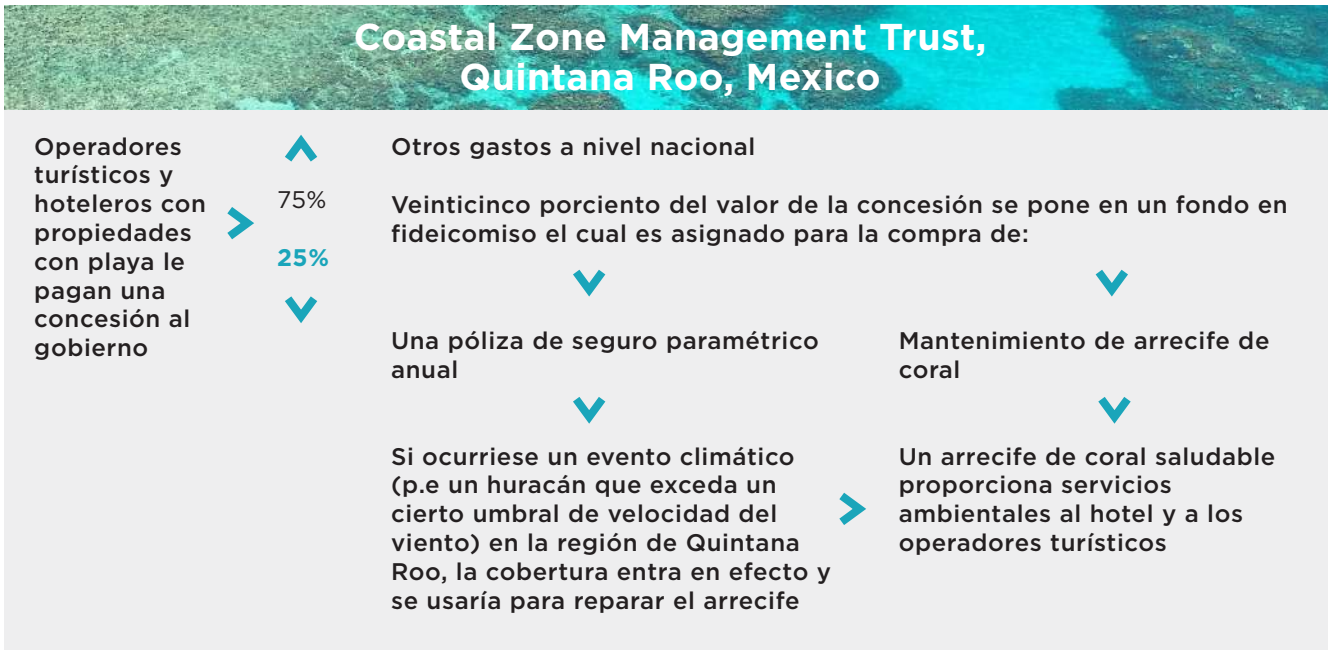 Coastal Zone Management Trust,
Quintana Roo, Mexico
Operadores
turísticos y
hoteleros con
propiedades
con playa le
pagan una
concesión al
gobierno
75%
25%
Otros gastos a nivel nacional
Veinticinco porciento del valor de la concesión se pone en un fondo en
fideicomiso el cual es asignado para la compra de:
Una póliza de seguro paramétrico
anual
Si ocurriese un evento climático
(p.e un huracán que exceda un
cierto umbral de velocidad del
viento) en la región de Quintana
Roo, la cobertura entra en efecto y
se usaría para reparar el arrecife
Mantenimiento de arrecife de
coral
Un arrecife de coral saludable
proporciona servicios
ambientales al hotel y a los
operadores turísticos